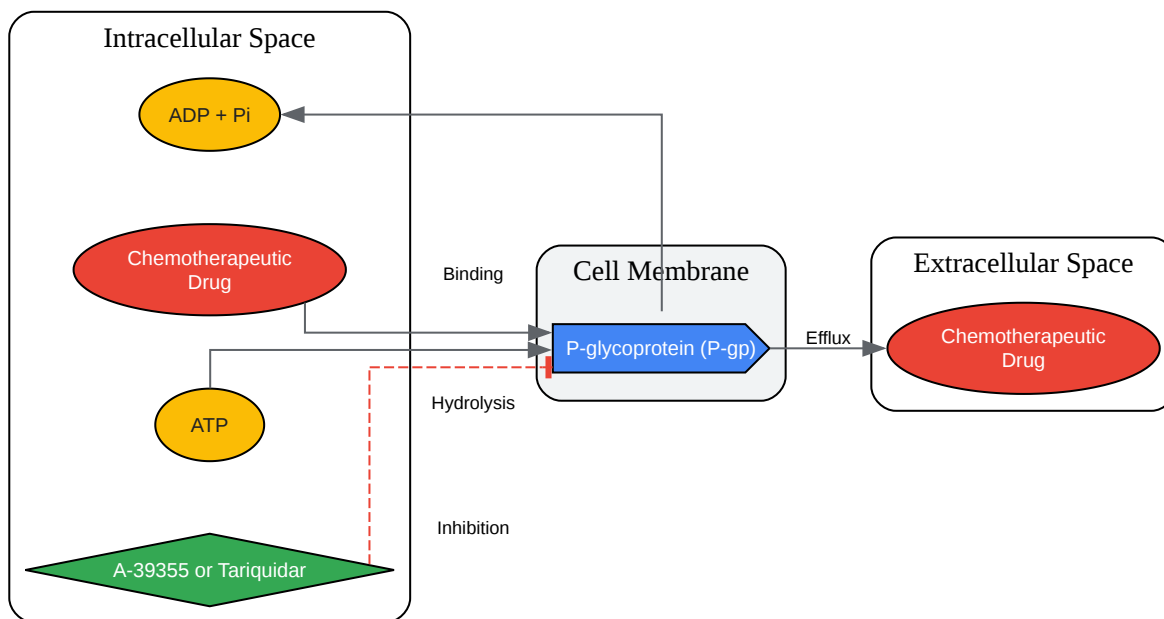 Intracellular Space
ADP + Pi
Chemotherapeutic
Drug
ATP
A-39355 or Tariquidar
Binding
Hydrolysis
Inhibition
Cell Membrane
P-glycoprotein (P-gp)
Efflux
Extracellular Space
Chemotherapeutic
Drug